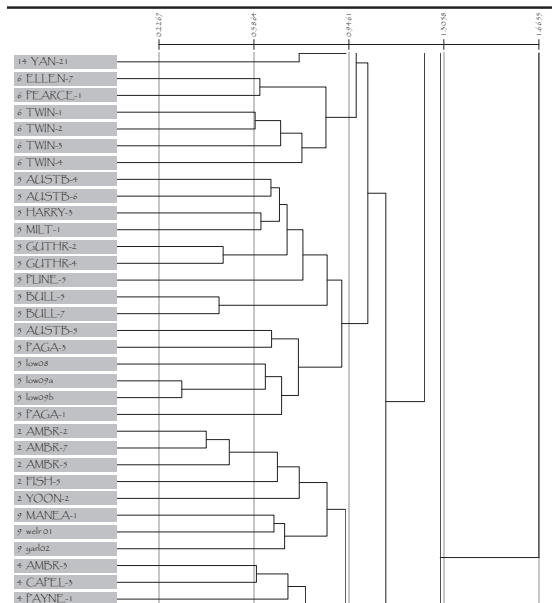 0.2267 0.5864 0.9461 1.3058 1.6655
14 YAN-21
6 ELLEN-7
6 PEARCE-1
6 TWIN-1
6 TWIN-2
6 TWIN-3
6 TWIN-4
5 AUSTB-4
5 AUSTB-6
5 HARRY-3
5 MILT-1
5 GUTHR-2
5 GUTHR-4
5 PUNE-5
5 BULL-5
5 BULL-7
5 AUSTB-5
5 PAGA-3
5 low08
5 low09a
5 low09b
5 PAGA-1
2 AMBR-2
2 AMBR-7
2 AMBR-5
2 FISH-5
2 YOON-2
9 MANEA-1
9 welr01
9 yarl02
4 AMBR-3
4 CAPEL-3
4 PAYNE-1